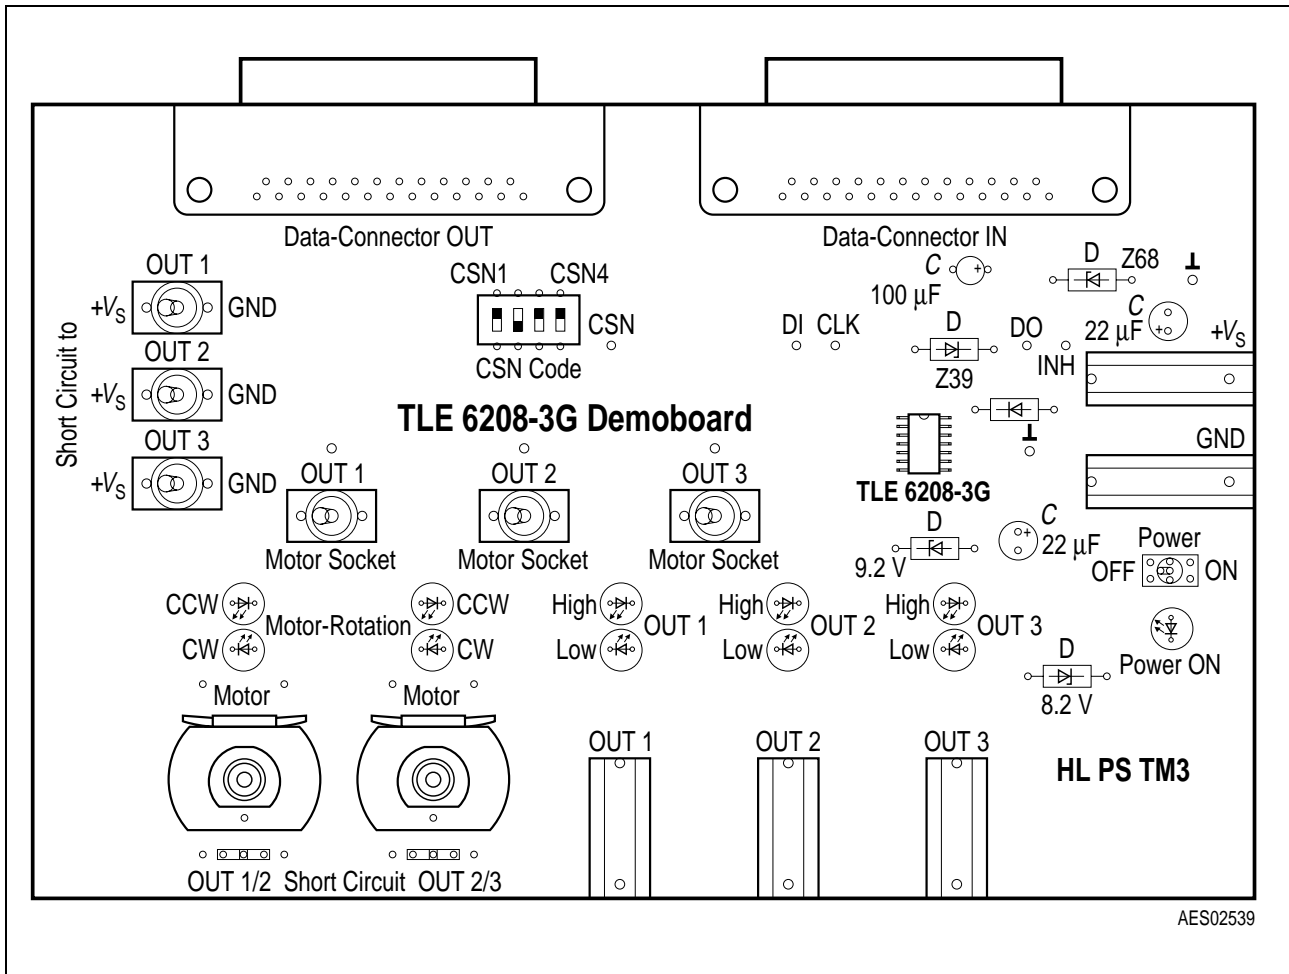 Data-Connector OUT
Data-Connector IN
OUT 1
+VS
GND
OUT 2
+VS
GND
OUT 3
+VS
GND
Short Circuit to
CSN1
CSN4
CSN
CSN Code
C
100 µF
D
Z68
⊥
C
22 µF
+VS
DI
CLK
D
Z39
DO
INH
TLE 6208-3G Demoboard
⊥
GND
TLE 6208-3G
OUT 1
Motor Socket
OUT 2
Motor Socket
OUT 3
Motor Socket
D
9.2 V
C
22 µF
Power
OFF
ON
Power ON
CCW
CW
Motor-Rotation
CCW
CW
High
Low
OUT 1
High
Low
OUT 2
High
Low
OUT 3
D
8.2 V
Motor
Motor
OUT 1
OUT 2
OUT 3
HL PS TM3
OUT 1/2
Short Circuit
OUT 2/3
AES02539